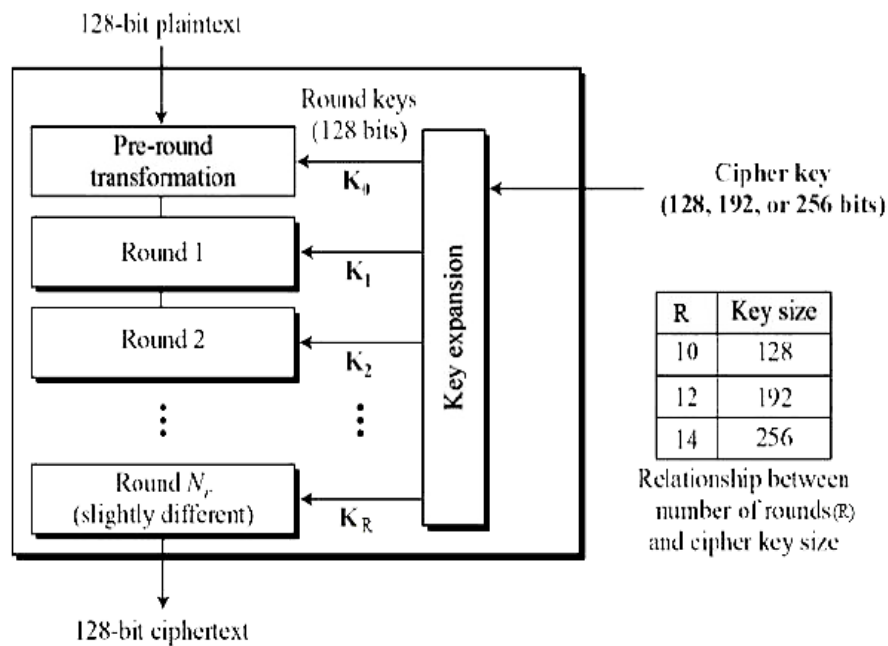 128-bit plaintext
Round keys
(128 bits)
Pre-round
transformation
K0
Cipher key
(128, 192, or 256 bits)
Round 1
K1
Key expansion
Round 2
K2
R Key size
10 128
12 192
14 256
Relationship between
number of rounds(R)
and cipher key size
Round Nr
(slightly different)
KR
128-bit ciphertext